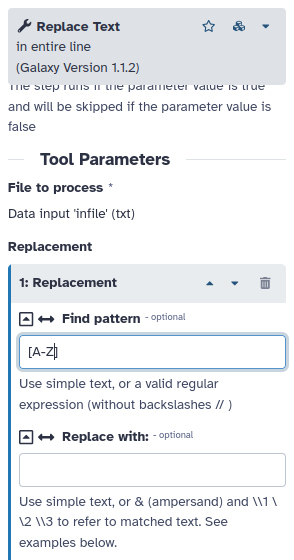 Replace Text
in entire line
(Galaxy Version 1.1.2)
The step runs if the parameter value is true
and will be skipped if the parameter value is
false
Tool Parameters
File to process *
Data input 'infile' (txt)
Replacement
1: Replacement
Find pattern - optional
[A-Z]
Use simple text, or a valid regular
expression (without backslashes // )
Replace with: - optional
Use simple text, or & (ampersand) and \\1 \
\2 \\3 to refer to matched text. See
examples below.